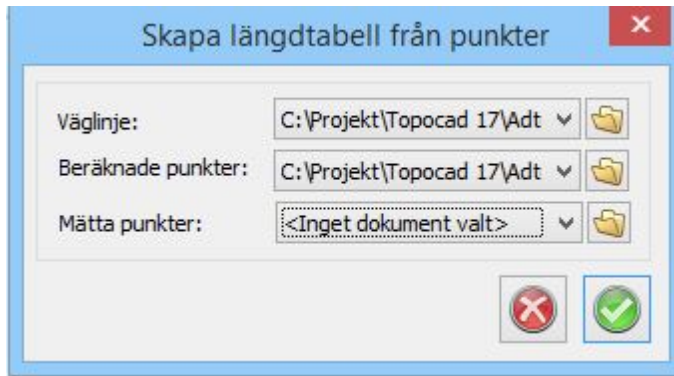 Skapa längdtabell från punkter
Väglinje: C:\Projekt\Topocad 17\Adt
Beräknade punkter: C:\Projekt\Topocad 17\Adt
Mätta punkter: <Inget dokument valt>